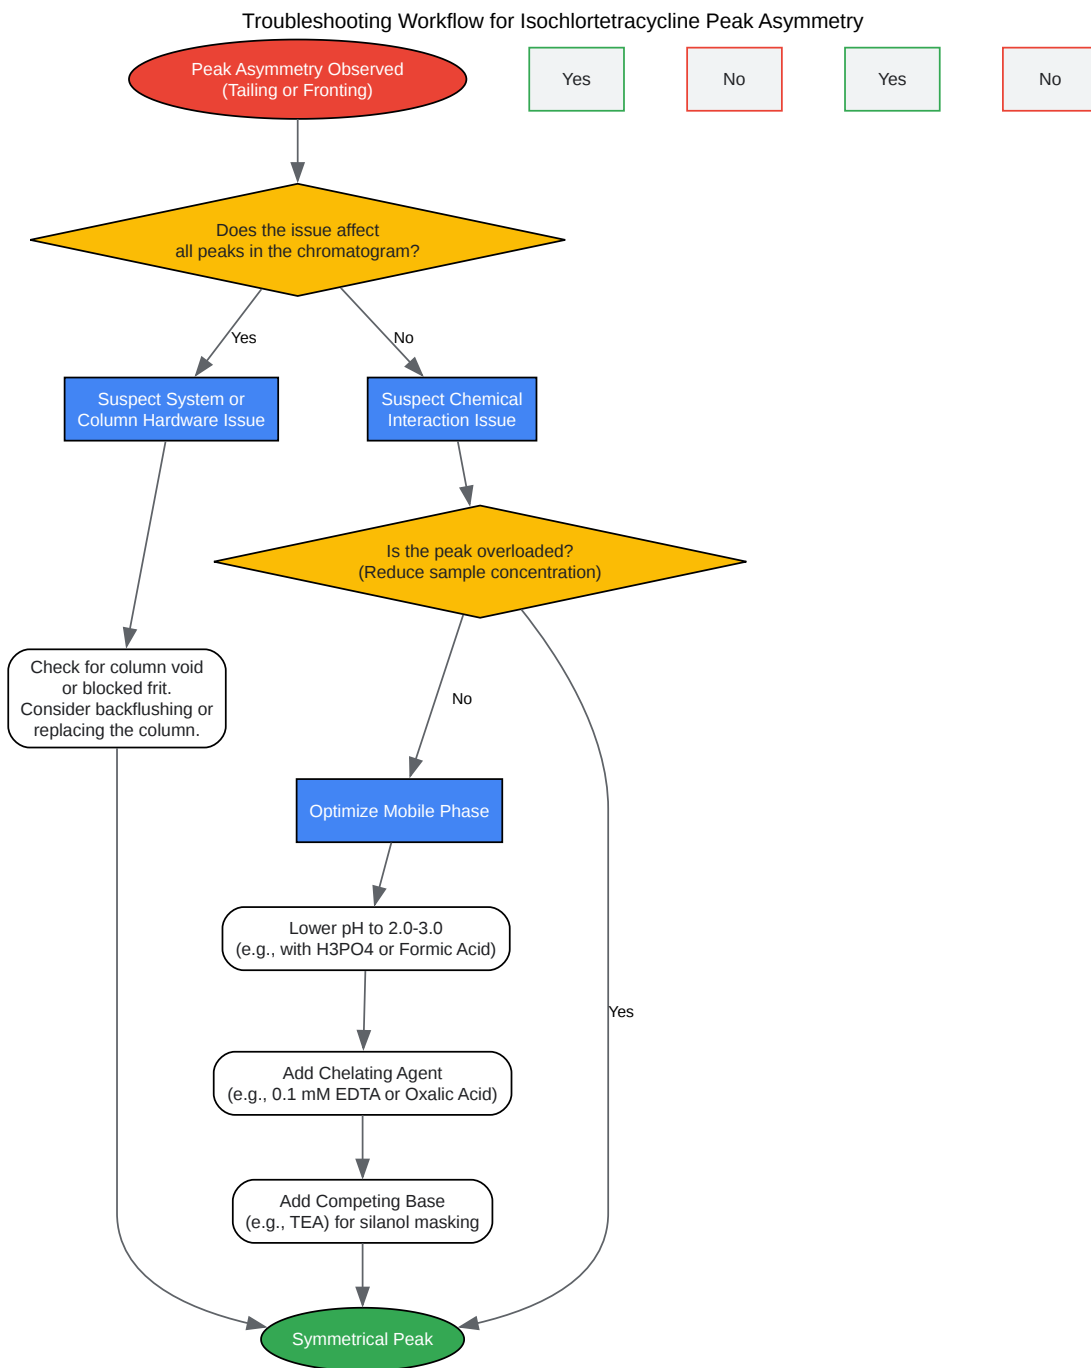 Troubleshooting Workflow for Isochlortetracycline Peak Asymmetry
Peak Asymmetry Observed
(Tailing or Fronting)
Yes
No
Yes
No
Does the issue affect
all peaks in the chromatogram?
Yes
No
Suspect System or
Column Hardware Issue
Suspect Chemical
Interaction Issue
Is the peak overloaded?
(Reduce sample concentration)
Check for column void
or blocked frit.
Consider backflushing or
replacing the column.
No
Optimize Mobile Phase
Lower pH to 2.0-3.0
(e.g., with H3PO4 or Formic Acid)
Yes
Add Chelating Agent
(e.g., 0.1 mM EDTA or Oxalic Acid)
Add Competing Base
(e.g., TEA) for silanol masking
Symmetrical Peak